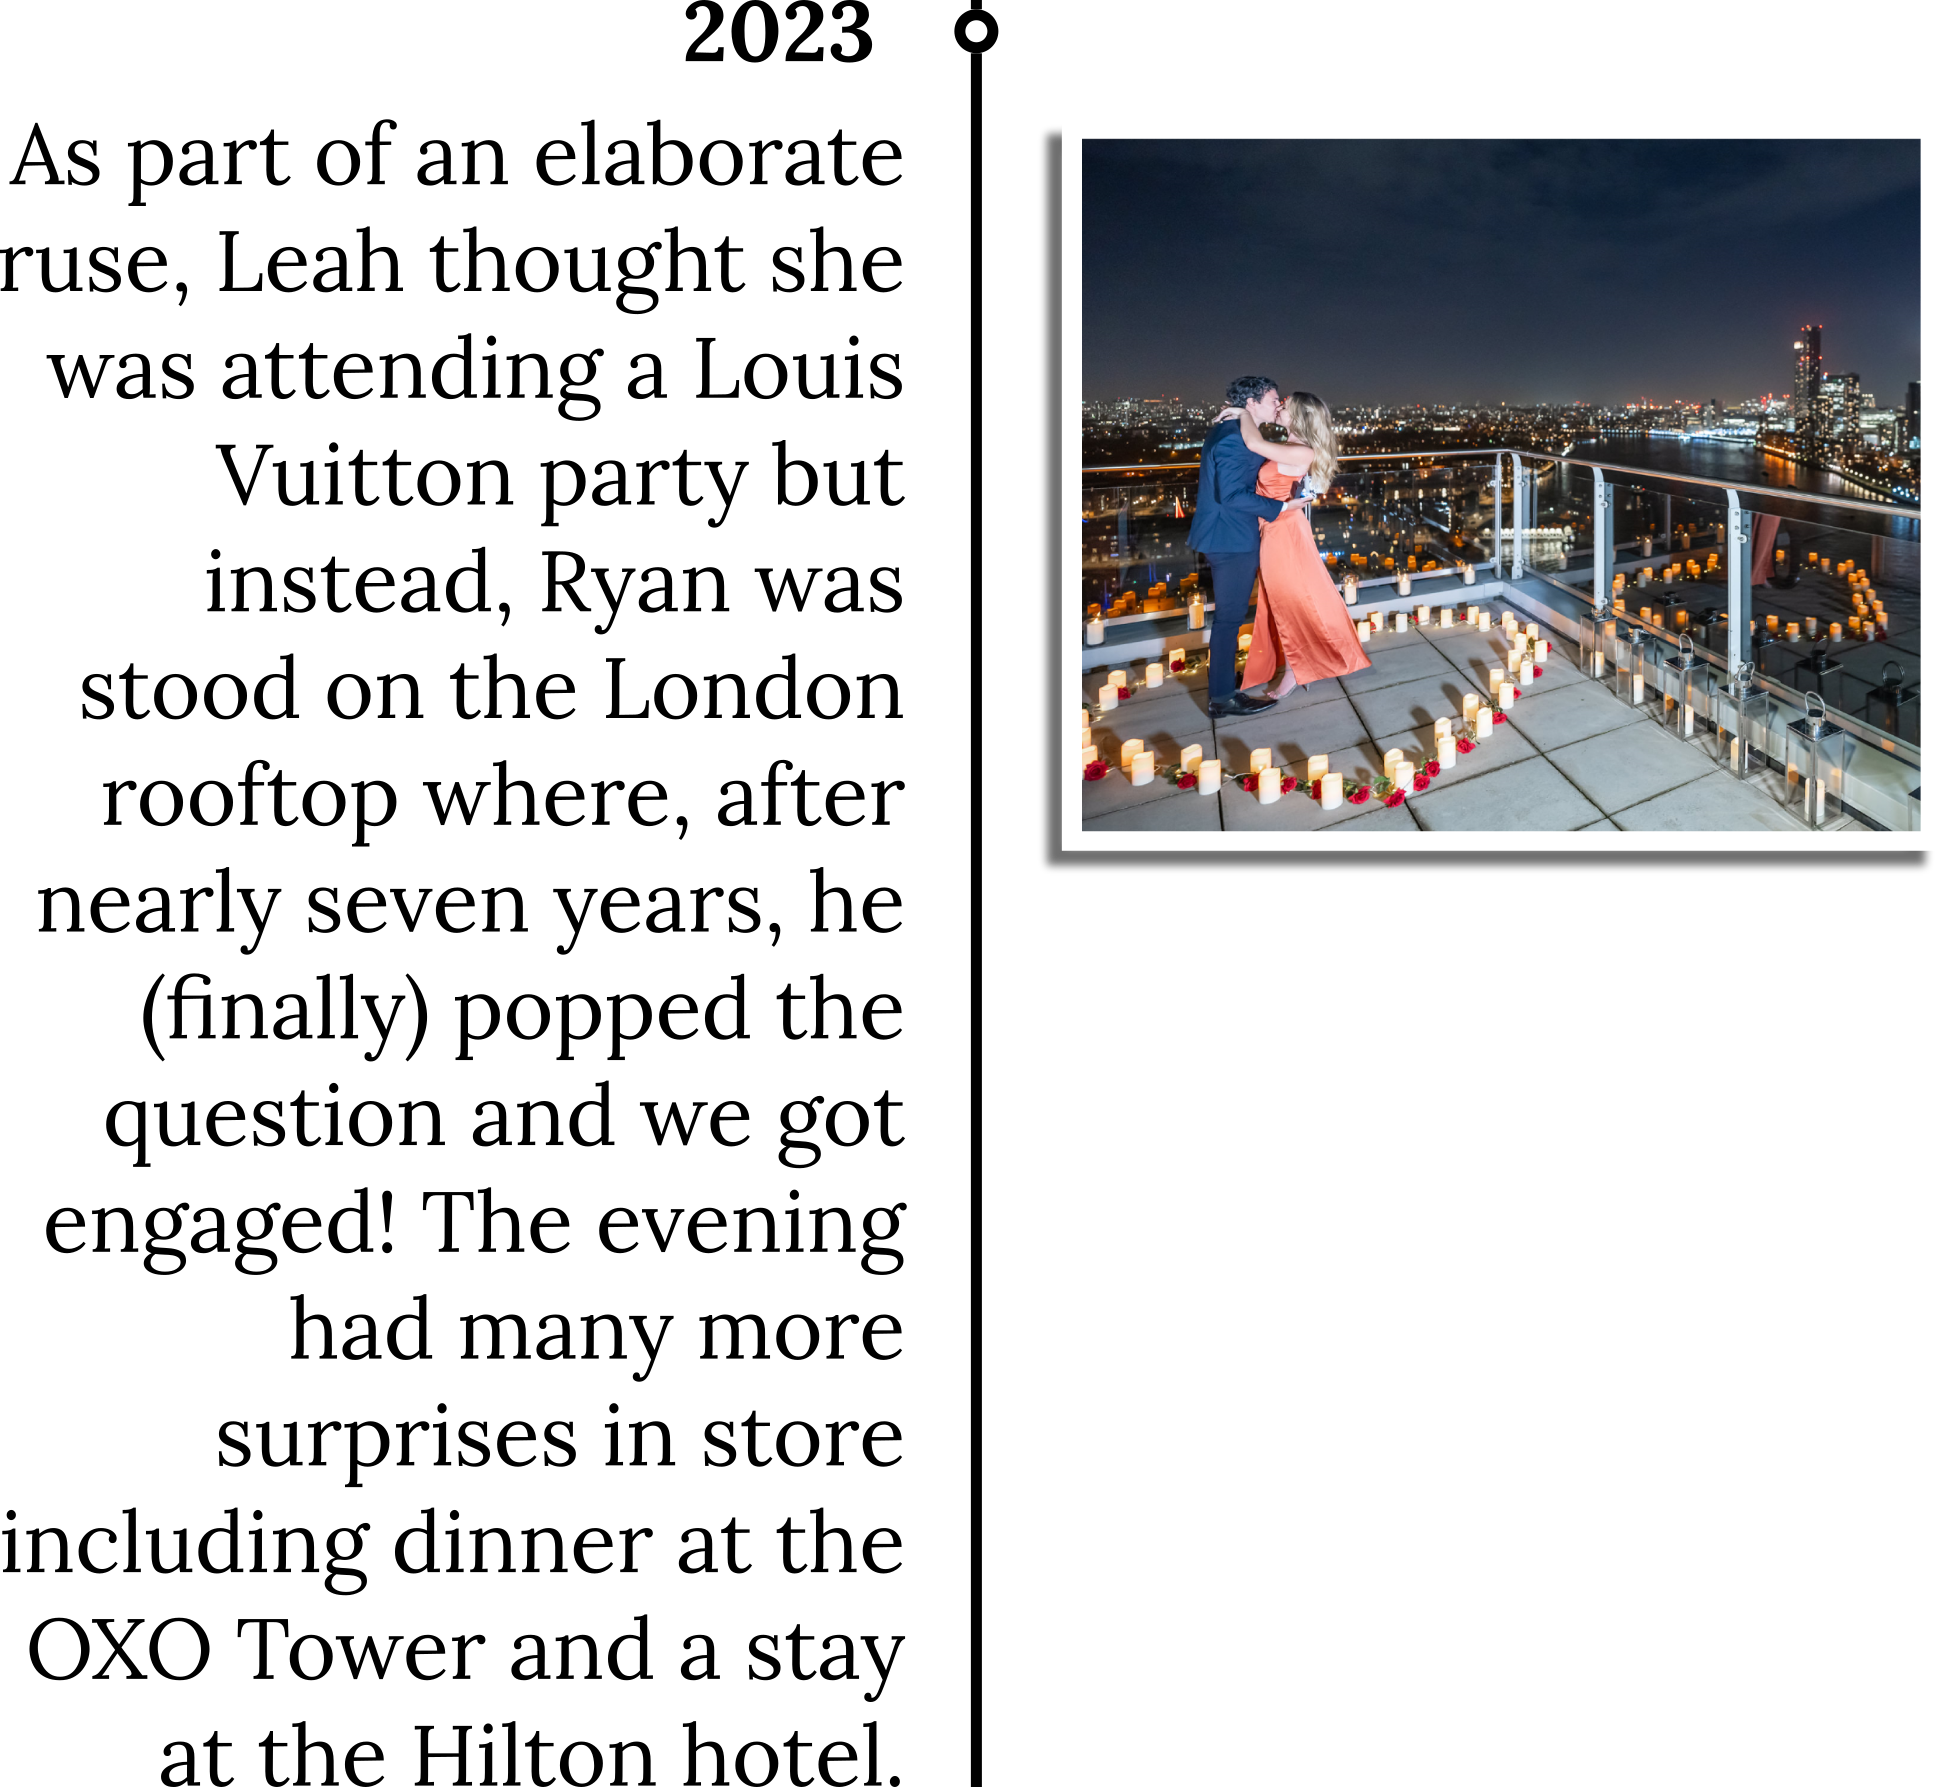 2023
As part of an elaborate
ruse, Leah thought she
was attending a Louis
Vuitton party but
instead, Ryan was
stood on the London
rooftop where, after
nearly seven years, he
(finally) popped the
question and we got
engaged! The evening
had many more
surprises in store
including dinner at the
OXO Tower and a stay
at the Hilton hotel.